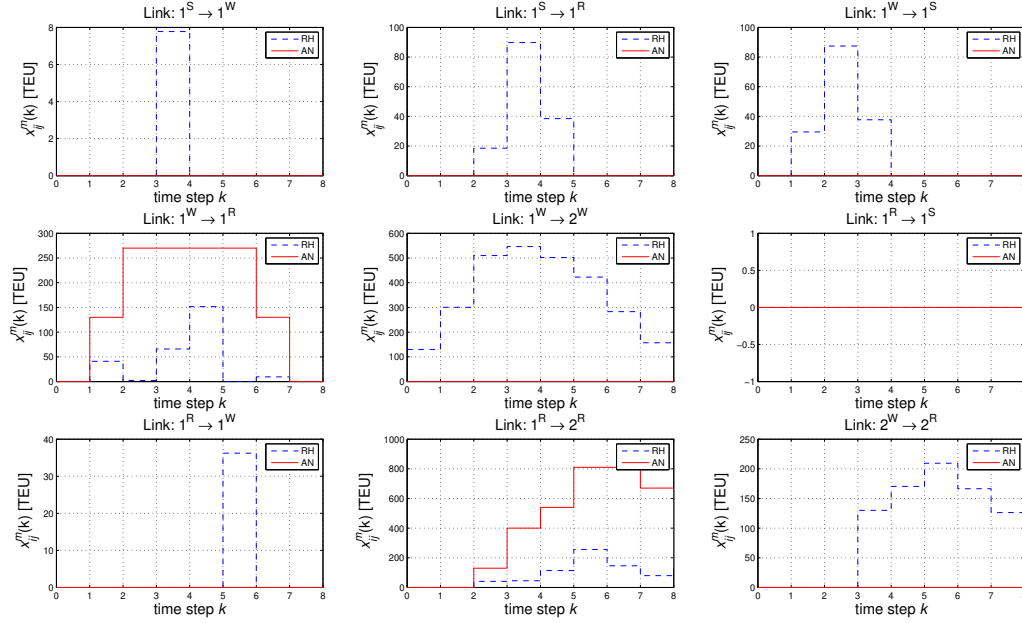 Link: 1^S → 1^W
x_ij^m(k) [TEU]
8
6
4
2
0
0 1 2 3 4 5 6 7 8
time step k
RH
AN
Link: 1^S → 1^R
x_ij^m(k) [TEU]
100
80
60
40
20
0
0 1 2 3 4 5 6 7 8
time step k
RH
AN
Link: 1^W → 1^S
x_ij^m(k) [TEU]
100
80
60
40
20
0
0 1 2 3 4 5 6 7 8
time step k
RH
AN
Link: 1^W → 1^R
x_ij^m(k) [TEU]
300
250
200
150
100
50
0
0 1 2 3 4 5 6 7 8
time step k
RH
AN
Link: 1^W → 2^W
x_ij^m(k) [TEU]
600
500
400
300
200
100
0
0 1 2 3 4 5 6 7 8
time step k
RH
AN
Link: 1^R → 1^S
x_ij^m(k) [TEU]
1
0.5
0
−0.5
−1
0 1 2 3 4 5 6 7 8
time step k
RH
AN
Link: 1^R → 1^W
x_ij^m(k) [TEU]
40
30
20
10
0
0 1 2 3 4 5 6 7 8
time step k
RH
AN
Link: 1^R → 2^R
x_ij^m(k) [TEU]
1000
800
600
400
200
0
0 1 2 3 4 5 6 7 8
time step k
RH
AN
Link: 2^W → 2^R
x_ij^m(k) [TEU]
250
200
150
100
50
0
0 1 2 3 4 5 6 7 8
time step k
RH
AN